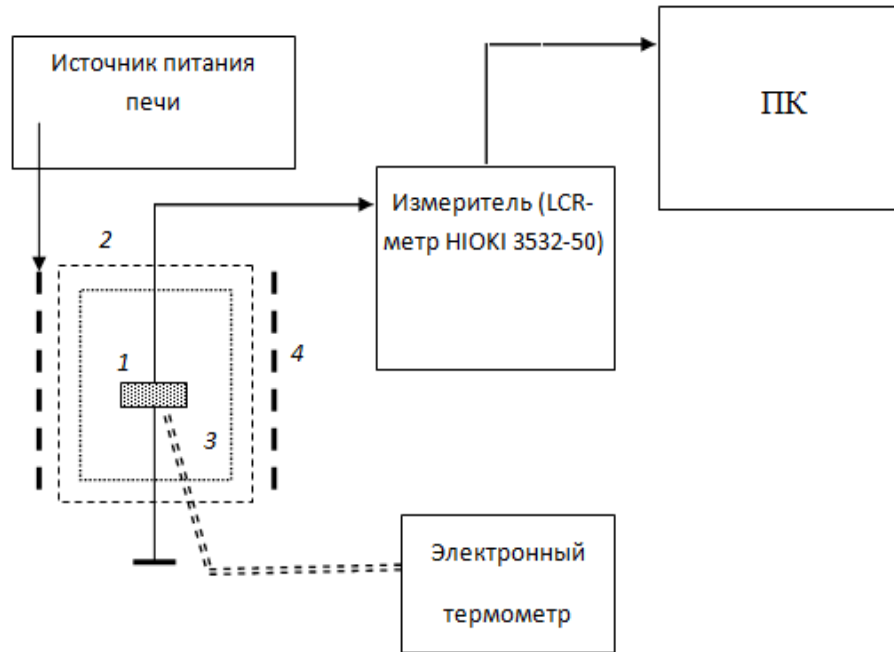 Источник питания
печи
ПК
Измеритель (LCR-
метр HIOKI 3532-50)
2
1
4
3
Электронный
термометр